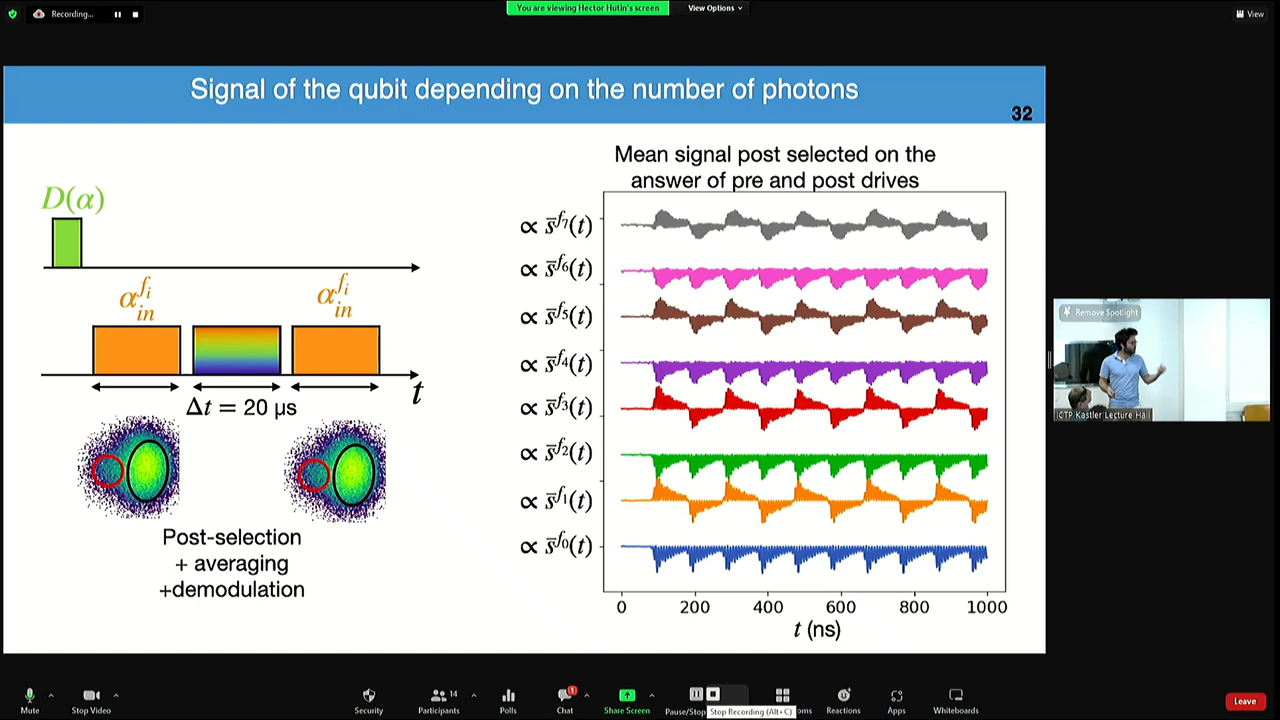 Recording...
You are viewing Hector Hutin's screen
View Options
View
Signal of the qubit depending on the number of photons
32
Mean signal post selected on the
answer of pre and post drives
D(α)
α_in^{f_i}
α_in^{f_i}
t
Δt = 20 μs
Post-selection
+ averaging
+demodulation
∝ s̄^{f_7}(t)
∝ s̄^{f_6}(t)
∝ s̄^{f_5}(t)
∝ s̄^{f_4}(t)
∝ s̄^{f_3}(t)
∝ s̄^{f_2}(t)
∝ s̄^{f_1}(t)
∝ s̄^{f_0}(t)
0 200 400 600 800 1000
t (ns)
Remove Spotlight
ICTP Kastler Lecture Hall
Mute
Stop Video
Security
14
Participants
Polls
1
Chat
Share Screen
Pause/Stop
Stop Recording (Alt+C)
oms
Reactions
Apps
Whiteboards
Leave